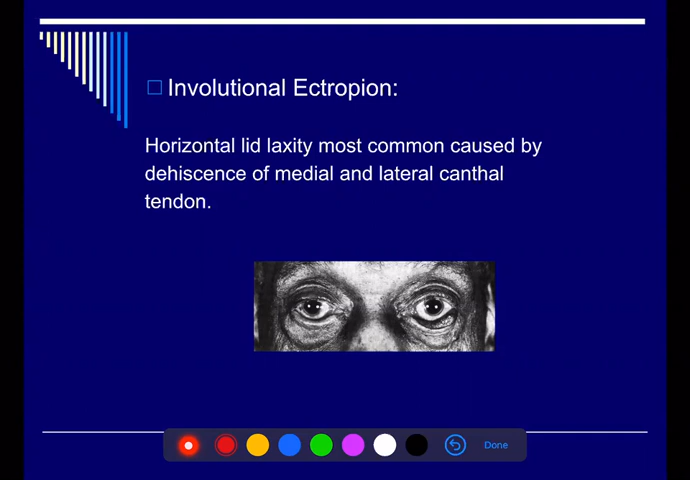 Involutional Ectropion:
Horizontal lid laxity most common caused by
dehiscence of medial and lateral canthal
tendon.
Done